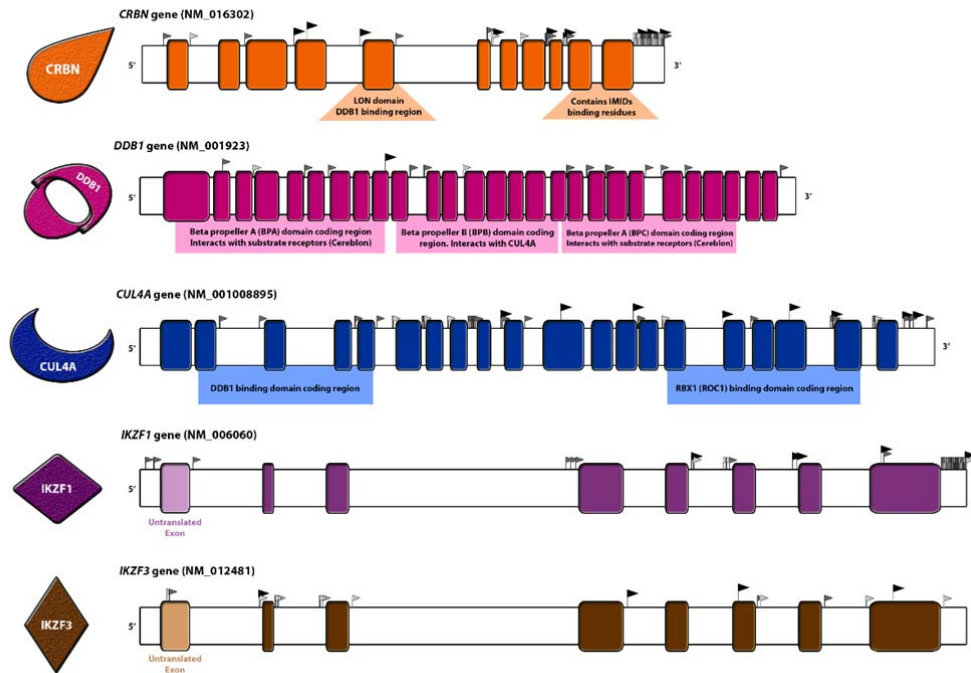 CRBN gene (NM_016302)
CRBN
5'
3'
LON domain
DDB1 binding region
Contains IMIDs
binding residues
DDB1 gene (NM_001923)
DDB1
5'
3'
Beta propeller A (BPA) domain coding region
Interacts with substrate receptors (Cereblon)
Beta propeller B (BPB) domain coding
region. Interacts with CUL4A
Beta propeller A (BPC) domain coding region
Interacts with substrate receptors (Cereblon)
CUL4A gene (NM_001008895)
CUL4A
5'
3'
DDB1 binding domain coding region
RBX1 (ROC1) binding domain coding region
IKZF1 gene (NM_006060)
IKZF1
5'
3'
Untranslated
Exon
IKZF3 gene (NM_012481)
IKZF3
5'
3'
Untranslated
Exon